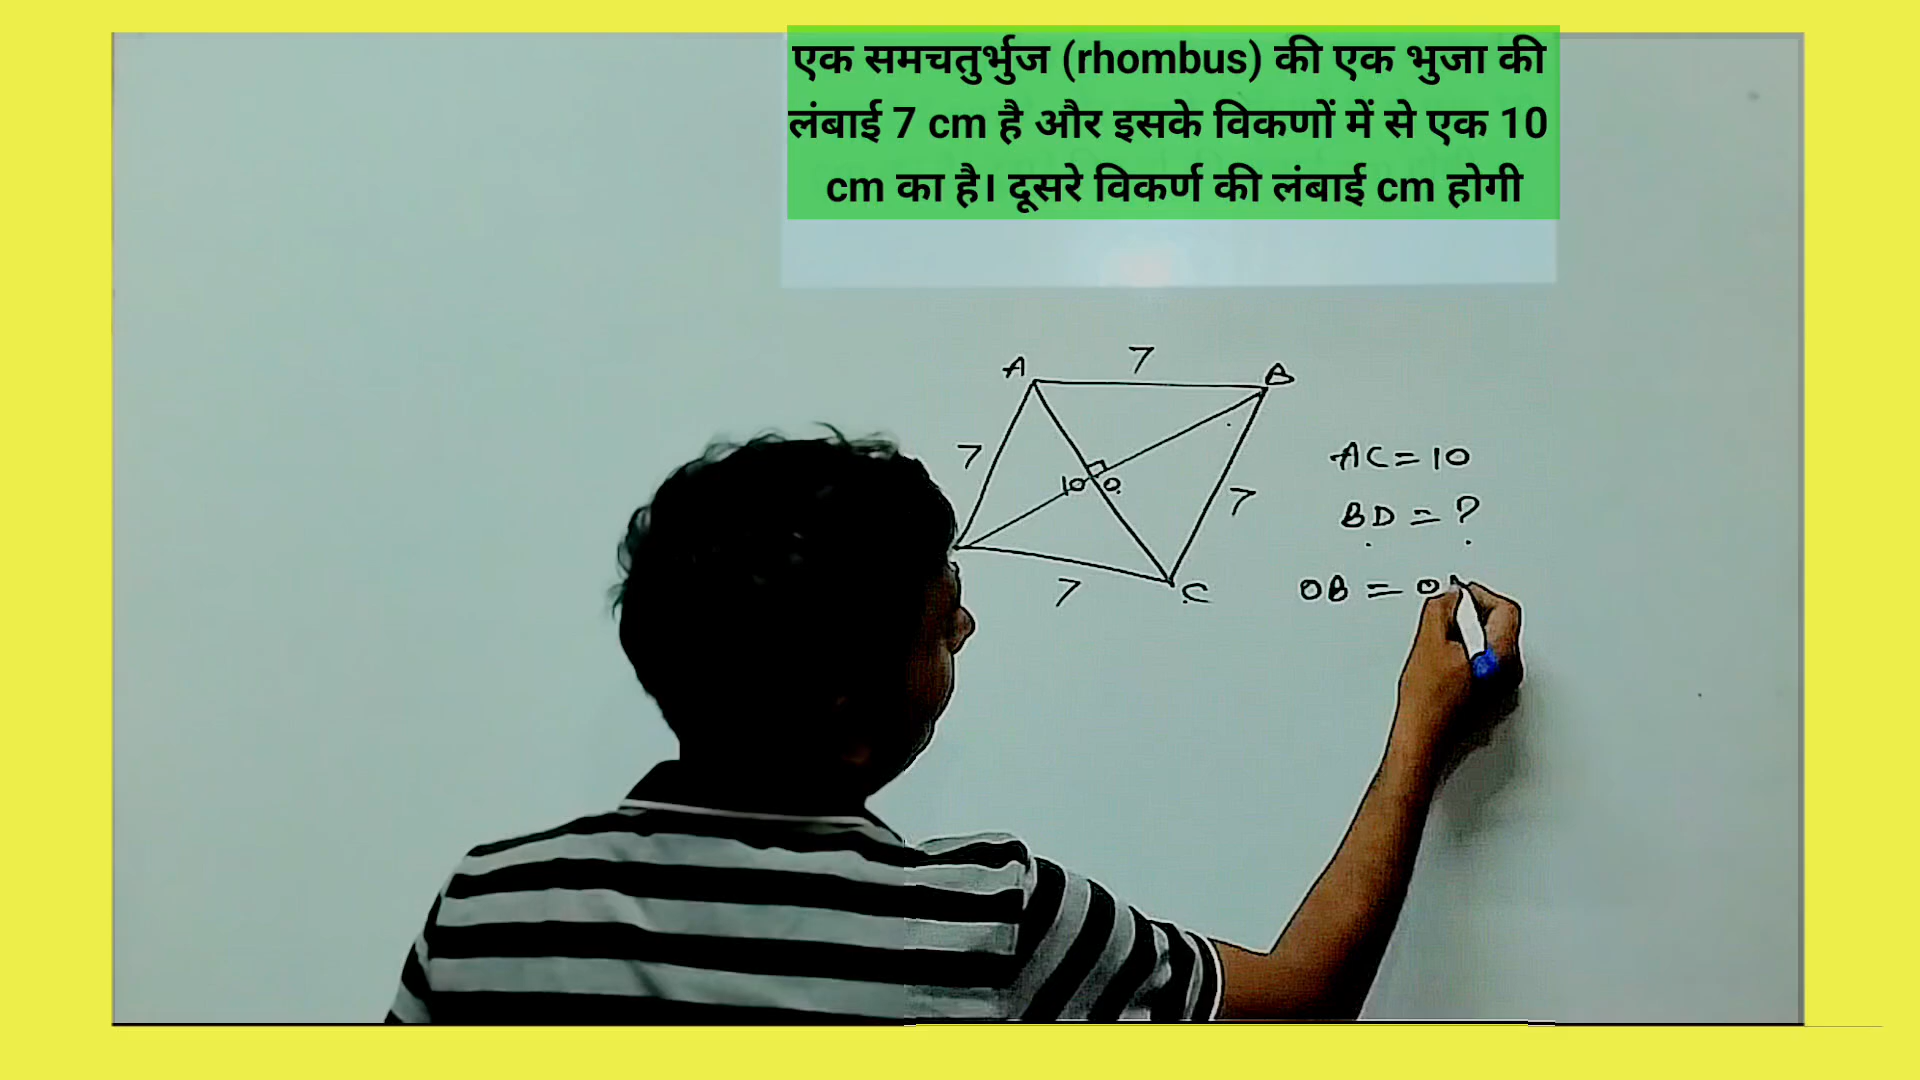 एक समचतुर्भुज (rhombus) की एक भुजा की
लंबाई 7 cm है और इसके विकणों में से एक 10
cm का है। दूसरे विकर्ण की लंबाई cm होगी
7
A
B
7
AC = 10
10
O
7
BD = ?
7
C
OB = O